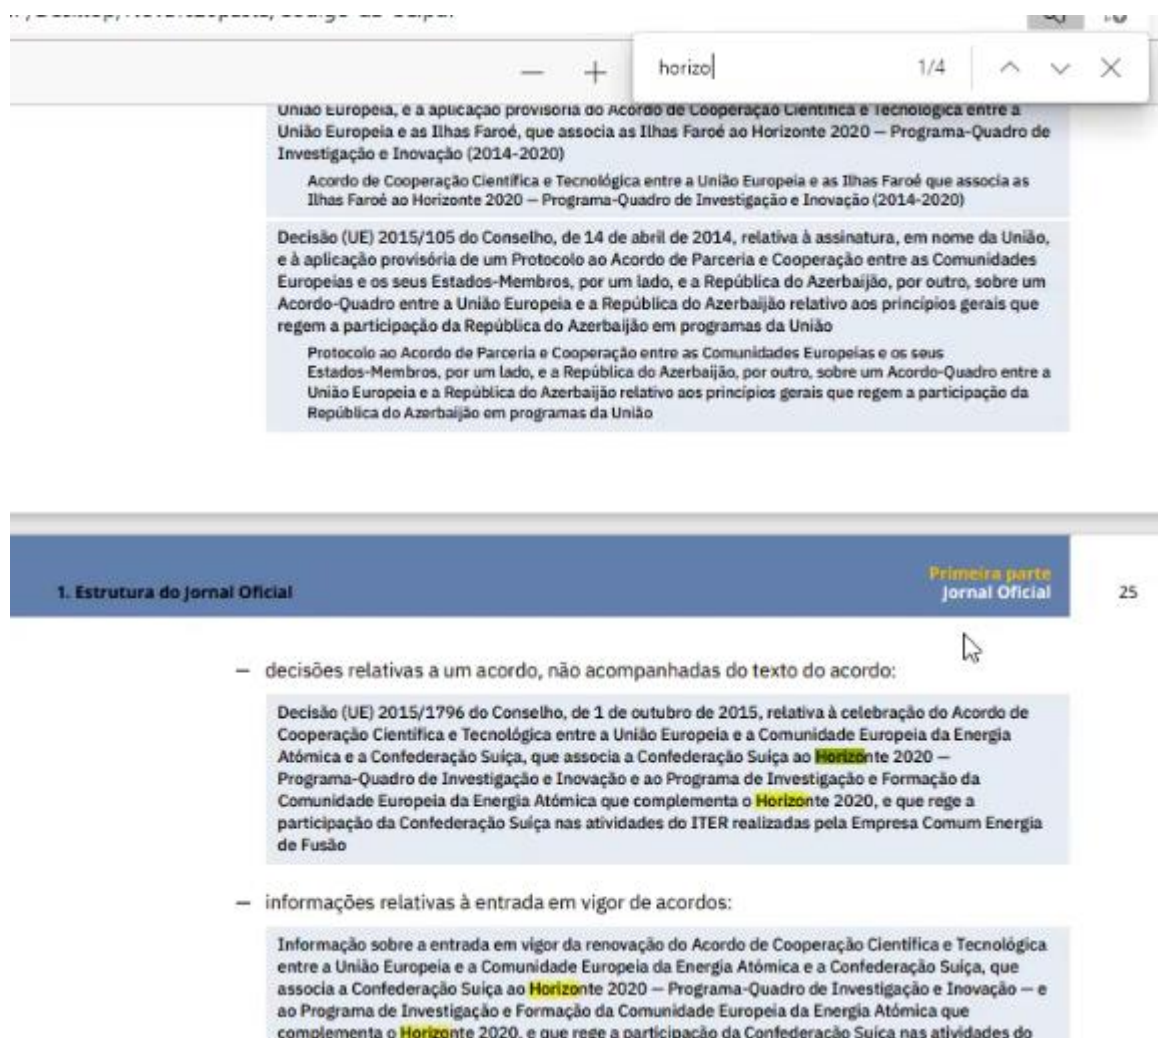 horizo 1/4
União Europeia, e a aplicação provisória do Acordo de Cooperação Científica e Tecnológica entre a
União Europeia e as Ilhas Faroé, que associa as Ilhas Faroé ao Horizonte 2020 — Programa-Quadro de
Investigação e Inovação (2014-2020)
Acordo de Cooperação Científica e Tecnológica entre a União Europeia e as Ilhas Faroé que associa as
Ilhas Faroé ao Horizonte 2020 — Programa-Quadro de Investigação e Inovação (2014-2020)
Decisão (UE) 2015/105 do Conselho, de 14 de abril de 2014, relativa à assinatura, em nome da União,
e à aplicação provisória de um Protocolo ao Acordo de Parceria e Cooperação entre as Comunidades
Europeias e os seus Estados-Membros, por um lado, e a República do Azerbaijão, por outro, sobre um
Acordo-Quadro entre a União Europeia e a República do Azerbaijão relativo aos princípios gerais que
regem a participação da República do Azerbaijão em programas da União
Protocolo ao Acordo de Parceria e Cooperação entre as Comunidades Europeias e os seus
Estados-Membros, por um lado, e a República do Azerbaijão, por outro, sobre um Acordo-Quadro entre a
União Europeia e a República do Azerbaijão relativo aos princípios gerais que regem a participação da
República do Azerbaijão em programas da União
1. Estrutura do Jornal Oficial
Primeira parte
Jornal Oficial
25
— decisões relativas a um acordo, não acompanhadas do texto do acordo:
Decisão (UE) 2015/1796 do Conselho, de 1 de outubro de 2015, relativa à celebração do Acordo de
Cooperação Científica e Tecnológica entre a União Europeia e a Comunidade Europeia da Energia
Atómica e a Confederação Suíça, que associa a Confederação Suíça ao Horizonte 2020 —
Programa-Quadro de Investigação e Inovação e ao Programa de Investigação e Formação da
Comunidade Europeia da Energia Atómica que complementa o Horizonte 2020, e que rege a
participação da Confederação Suíça nas atividades do ITER realizadas pela Empresa Comum Energia
de Fusão
— informações relativas à entrada em vigor de acordos:
Informação sobre a entrada em vigor da renovação do Acordo de Cooperação Científica e Tecnológica
entre a União Europeia e a Comunidade Europeia da Energia Atómica e a Confederação Suíça, que
associa a Confederação Suíça ao Horizonte 2020 — Programa-Quadro de Investigação e Inovação — e
ao Programa de Investigação e Formação da Comunidade Europeia da Energia Atómica que
complementa o Horizonte 2020, e que rege a participação da Confederação Suíça nas atividades do